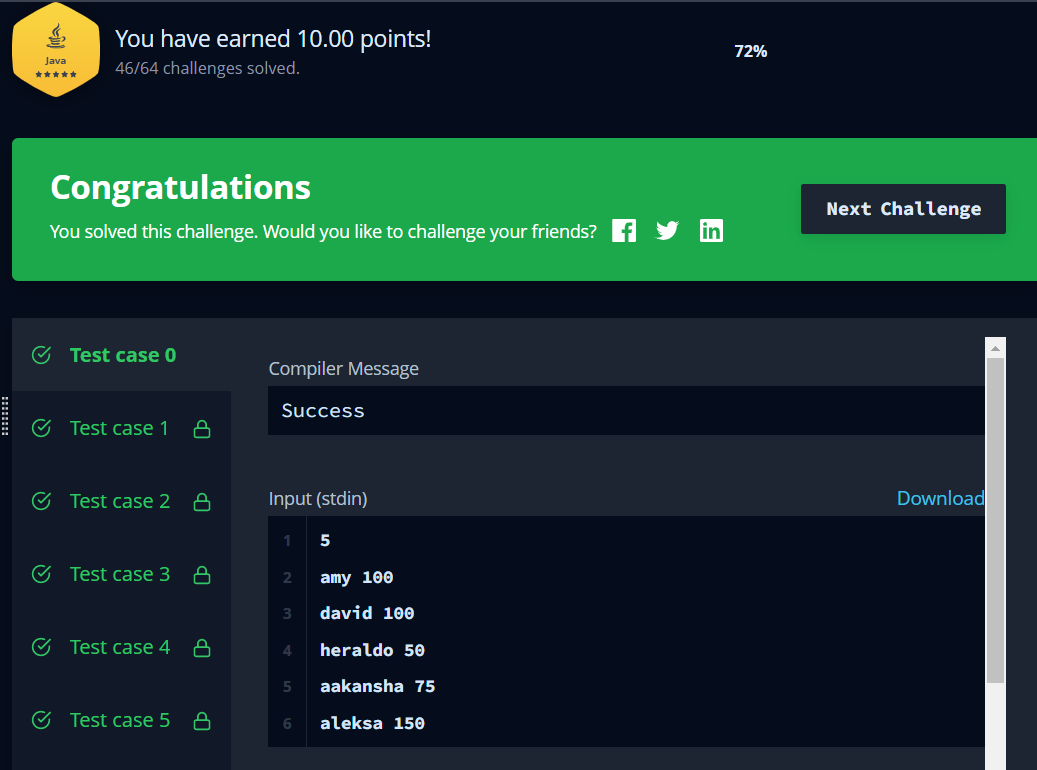 Java
You have earned 10.00 points!
46/64 challenges solved.
72%
Congratulations
You solved this challenge. Would you like to challenge your friends?
Next Challenge
Test case 0
Test case 1
Test case 2
Test case 3
Test case 4
Test case 5
Compiler Message
Success
Input (stdin)
Download
1 5
2 amy 100
3 david 100
4 heraldo 50
5 aakansha 75
6 aleksa 150